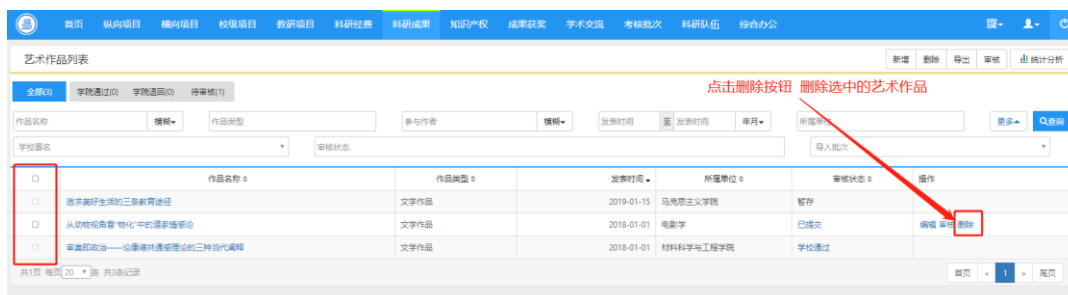 首页 纵向项目 横向项目 校级项目 教研项目 科研经费 科研成果 知识产权 成果获奖 学术交流 考核批次 科研队伍 综合办公
艺术作品列表 新增 删除 导出 审核 统计分析
点击删除按钮 删除选中的艺术作品
全部(3) 学院通过(0) 学院退回(0) 待审核(1)
作品名称 模糊 作品类型 参与作者 模糊 发表时间 至 发表时间 年月 所属单位 更多 查询
学校署名 审核状态 导入批次
作品名称 作品类型 发表时间 所属单位 审核状态 操作
追求美好生活的三条教育途径 文学作品 2019-01-15 马克思主义学院 暂存
从动物视角看"物化"中的道家情感论 文学作品 2018-01-01 电影学 已提交 编辑 审核 删除
审美即政治——论康德共通感理论的三种当代阐释 文学作品 2018-01-01 材料科学与工程学院 学校通过
共1页 每页 20 条 共3条记录 首页 « 1 » 尾页